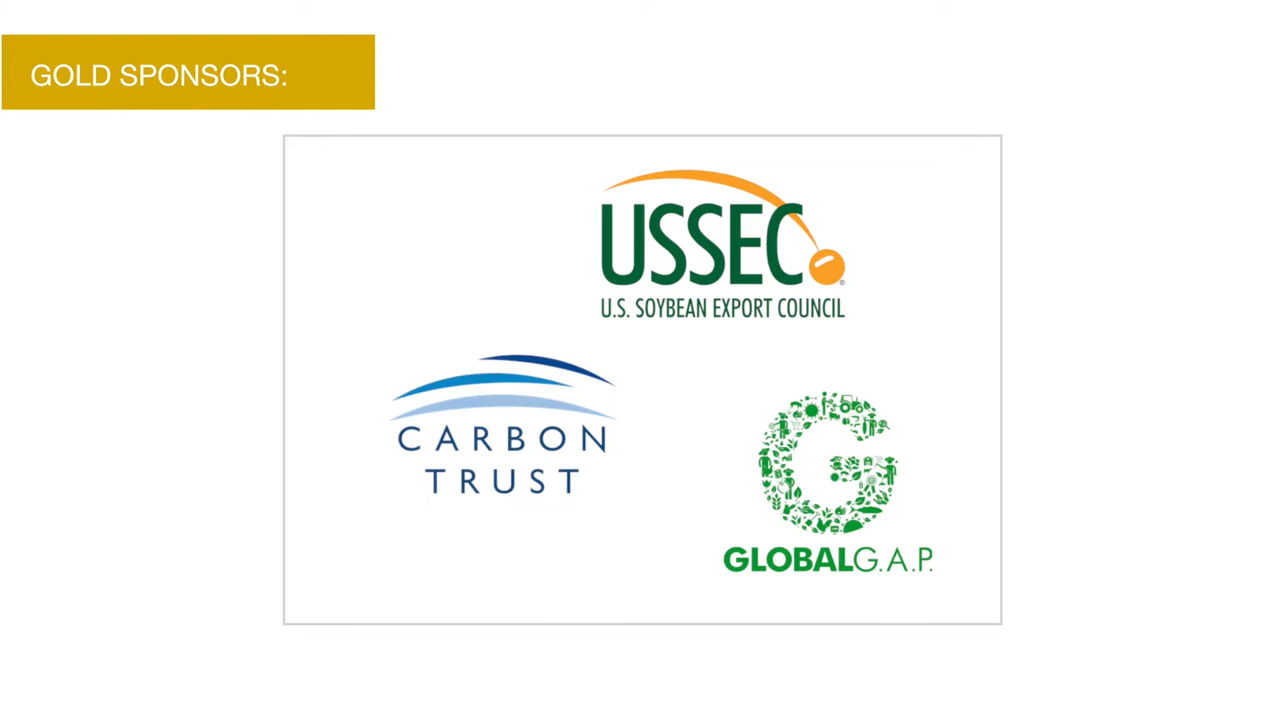 GOLD SPONSORS:
USSEC
U.S. SOYBEAN EXPORT COUNCIL
CARBON
TRUST
GLOBALG.A.P.